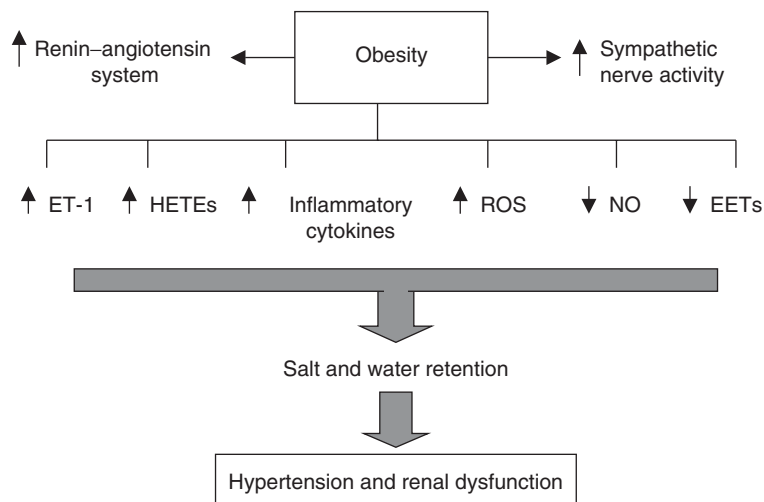 Renin–angiotensin
system
Obesity
Sympathetic
nerve activity
ET-1
HETEs
Inflammatory
cytokines
ROS
NO
EETs
Salt and water retention
Hypertension and renal dysfunction